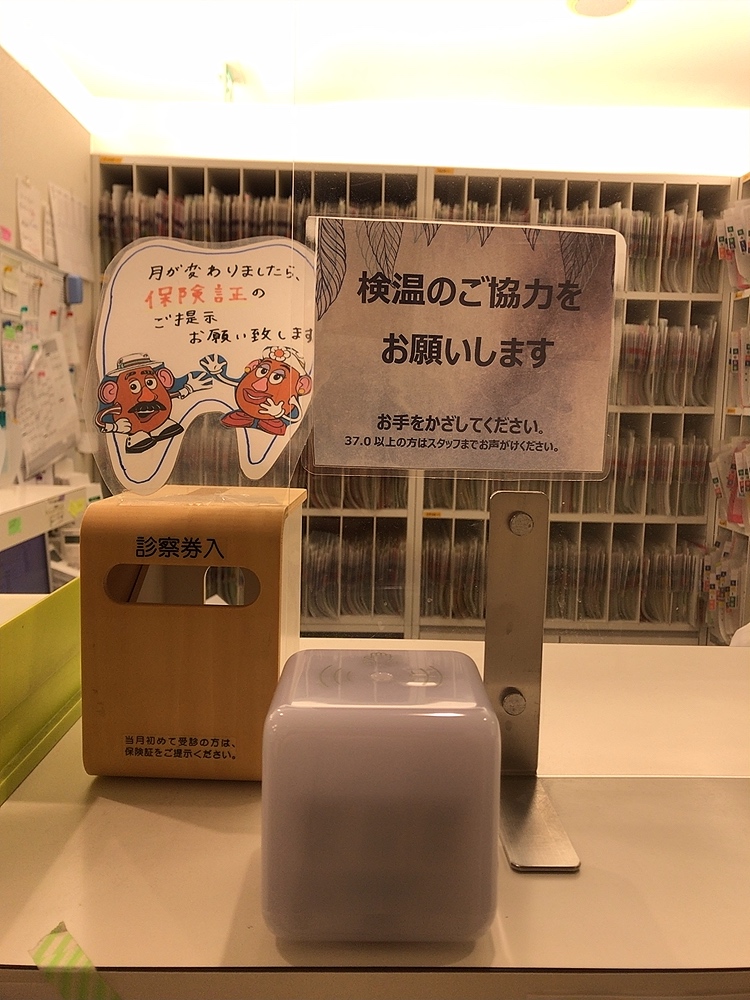 月が変わりましたら、
保険証の
ご提示
お願い致します
検温のご協力を
お願いします
お手をかざしてください。
37.0 以上の方はスタッフまでお声がけください。
診察券入
当月初めて受診の方は、
保険証をご提示ください。